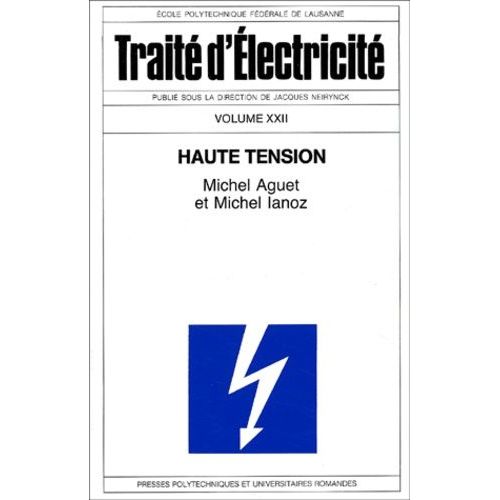 ÉCOLE POLYTECHNIQUE FÉDÉRALE DE LAUSANNE
Traité d'Électricité
PUBLIÉ SOUS LA DIRECTION DE JACQUES NEIRYNCK
VOLUME XXII
HAUTE TENSION
Michel Aguet
et Michel Ianoz
PRESSES POLYTECHNIQUES ET UNIVERSITAIRES ROMANDES